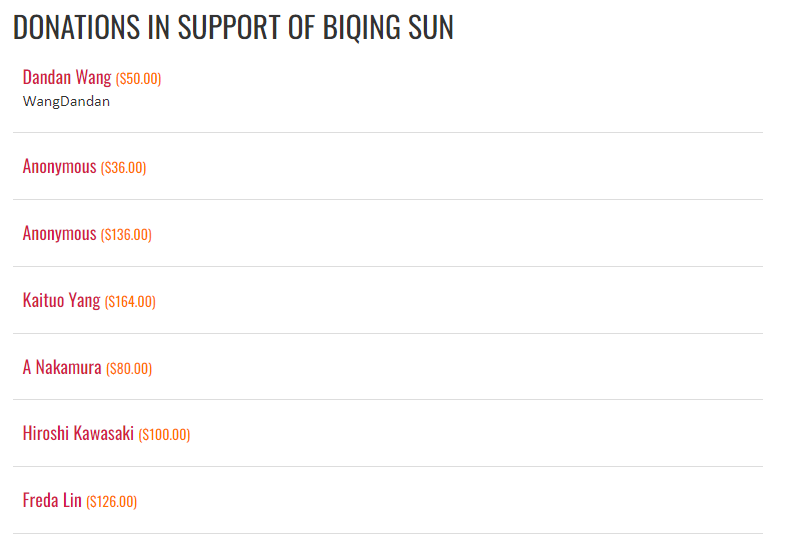 DONATIONS IN SUPPORT OF BIQING SUN
Dandan Wang ($50.00)
WangDandan
Anonymous ($36.00)
Anonymous ($136.00)
Kaituo Yang ($164.00)
A Nakamura ($80.00)
Hiroshi Kawasaki ($100.00)
Freda Lin ($126.00)